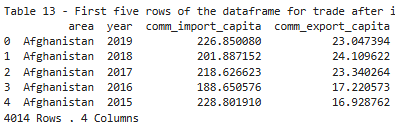 Table 13 - First five rows of the dataframe for trade after i
area year comm_import_capita comm_export_capita
0 Afghanistan 2019 226.850080 23.047394
1 Afghanistan 2018 201.887152 24.109622
2 Afghanistan 2017 218.626623 23.340264
3 Afghanistan 2016 188.650576 17.220573
4 Afghanistan 2015 228.801910 16.928762
4014 Rows . 4 Columns